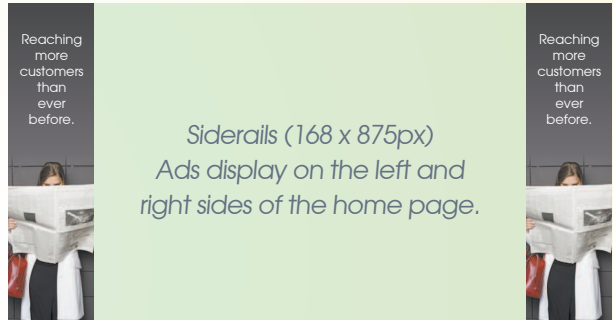 Reaching
more
customers
than
ever
before.
Siderails (168 x 875px)
Ads display on the left and
right sides of the home page.
Reaching
more
customers
than
ever
before.